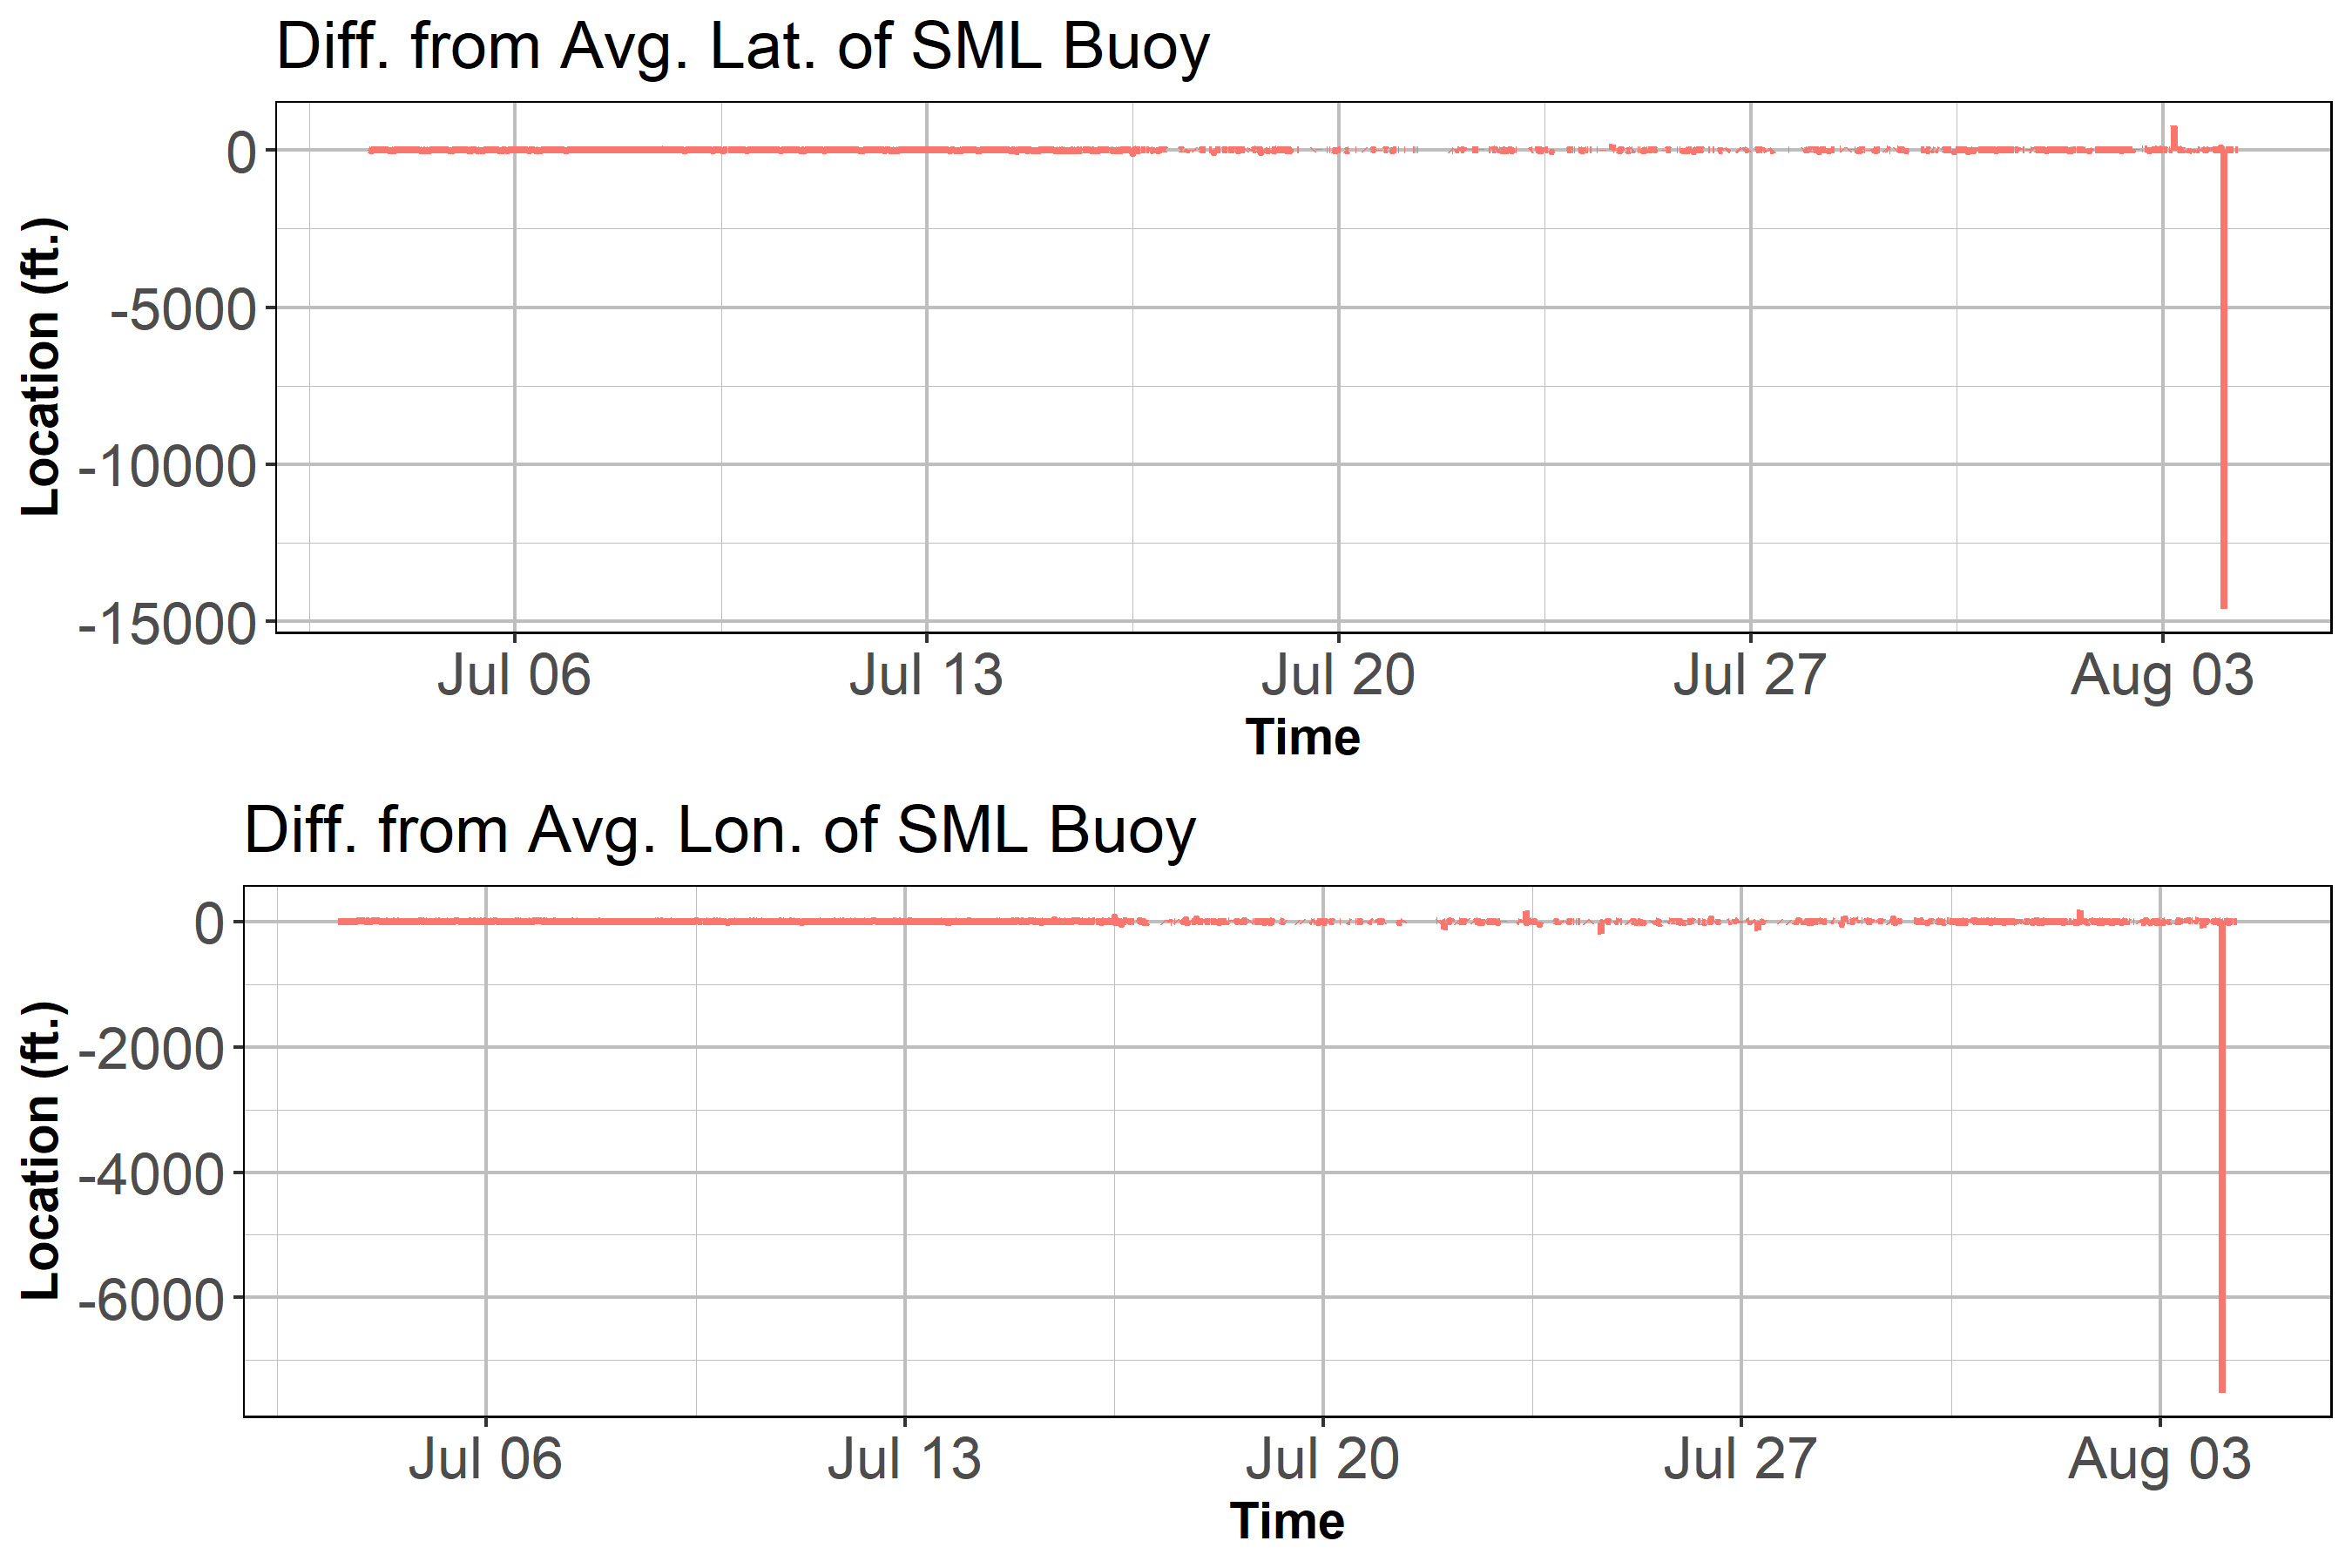 Diff. from Avg. Lat. of SML Buoy
Location (ft.)
0
-5000
-10000
-15000
Jul 06 Jul 13 Jul 20 Jul 27 Aug 03
Time
Diff. from Avg. Lon. of SML Buoy
Location (ft.)
0
-2000
-4000
-6000
Jul 06 Jul 13 Jul 20 Jul 27 Aug 03
Time